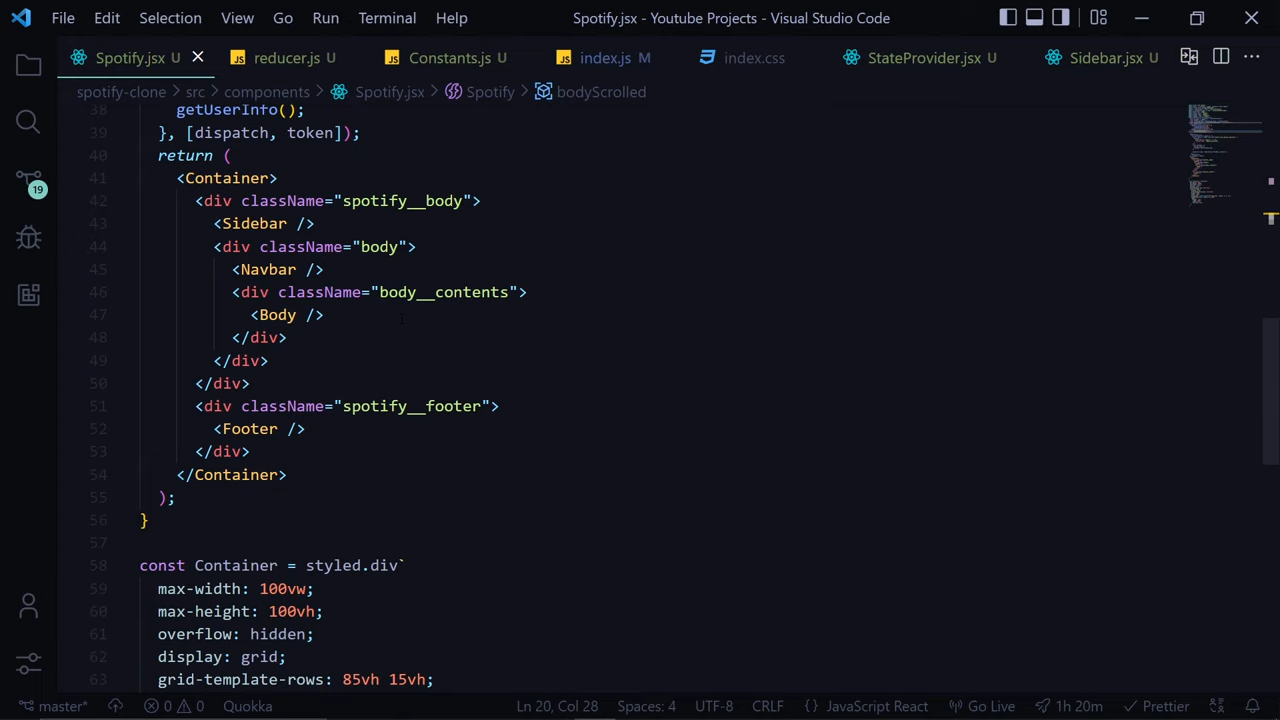 File Edit Selection View Go Run Terminal Help Spotify.jsx - Youtube Projects - Visual Studio Code
Spotify.jsx U JS reducer.js U JS Constants.js U JS index.js M index.css StateProvider.jsx U Sidebar.jsx U
spotify-clone > src > components > Spotify.jsx > Spotify > bodyScrolled
38 getUserInfo();
39 }, [dispatch, token]);
40 return (
41 <Container>
42 <div className="spotify__body">
43 <Sidebar />
44 <div className="body">
45 <Navbar />
46 <div className="body__contents">
47 <Body />
48 </div>
49 </div>
50 </div>
51 <div className="spotify__footer">
52 <Footer />
53 </div>
54 </Container>
55 );
56 }
57
58 const Container = styled.div`
59 max-width: 100vw;
60 max-height: 100vh;
61 overflow: hidden;
62 display: grid;
63 grid-template-rows: 85vh 15vh;
19
master* 0 0 Quokka Ln 20, Col 28 Spaces: 4 UTF-8 CRLF {} JavaScript React Go Live 1h 20m Prettier